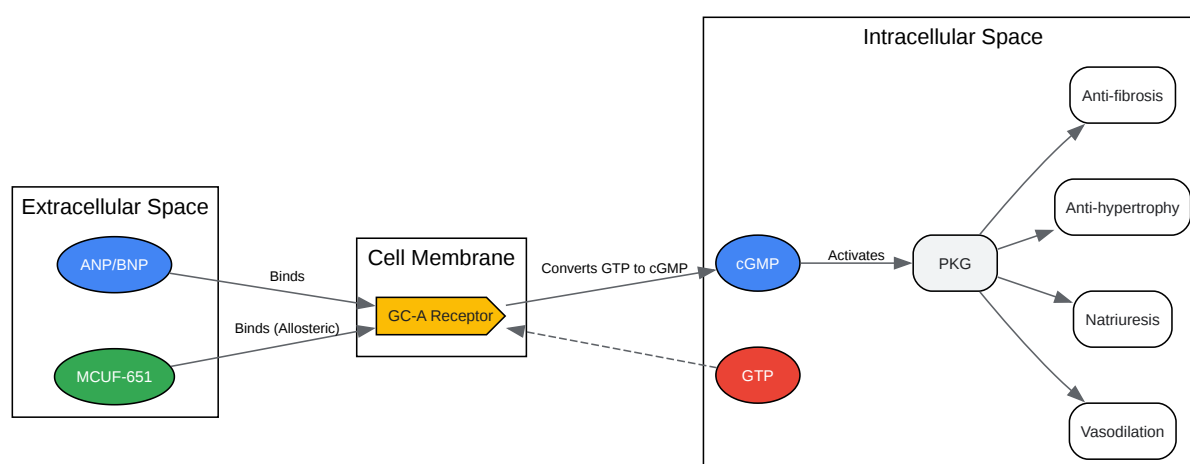 Intracellular Space
Anti-fibrosis
Extracellular Space
Anti-hypertrophy
Cell Membrane
ANP/BNP
Binds
Converts GTP to cGMP
cGMP
Activates
PKG
GC-A Receptor
Binds (Allosteric)
Natriuresis
MCUF-651
GTP
Vasodilation